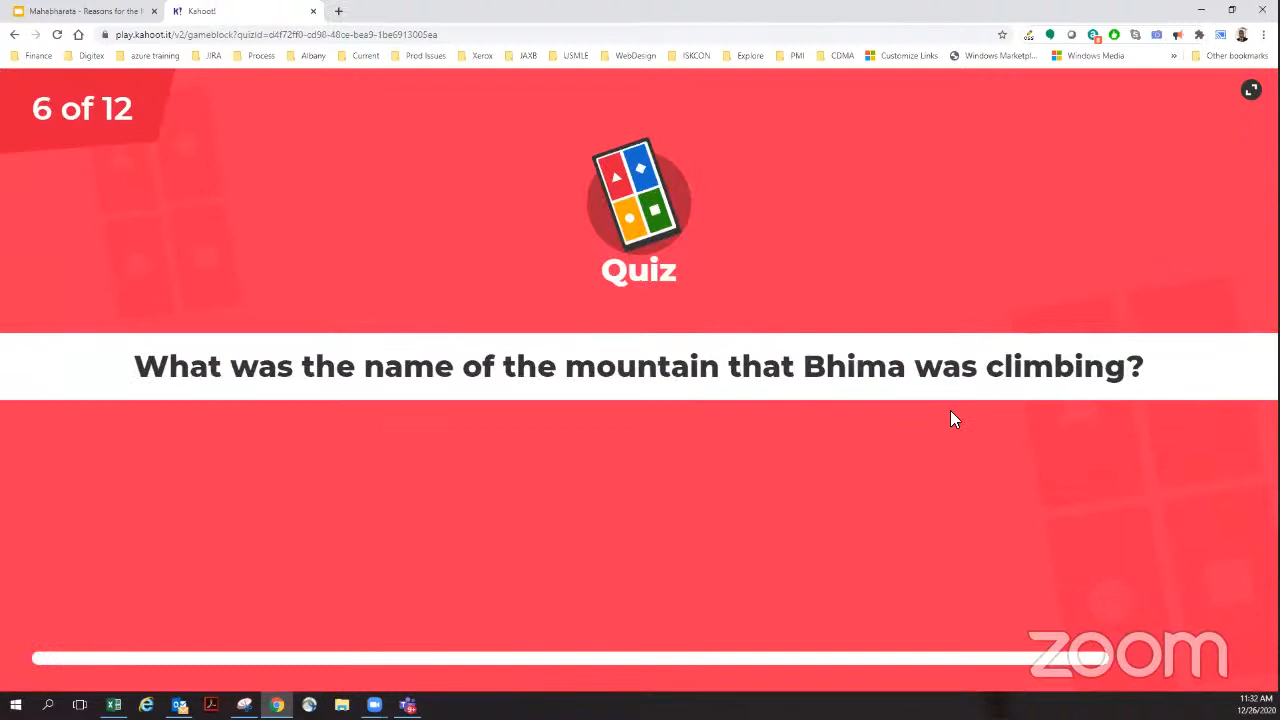 Mahabharata - Reasons for the
Kahoot!
play.kahoot.it/v2/gameblock?quizid=d4f72ff0-cd98-48ce-bea9-1be6913005ea
Finance Digitex azure training JIRA Process Albany Current Prod Issues Xerox JAXB USMLE WebDesign ISKCON Explore PMI CDMA Customize Links Windows Marketpl... Windows Media » Other bookmarks
6 of 12
Quiz
What was the name of the mountain that Bhima was climbing?
zoom
11:32 AM
12/26/2020